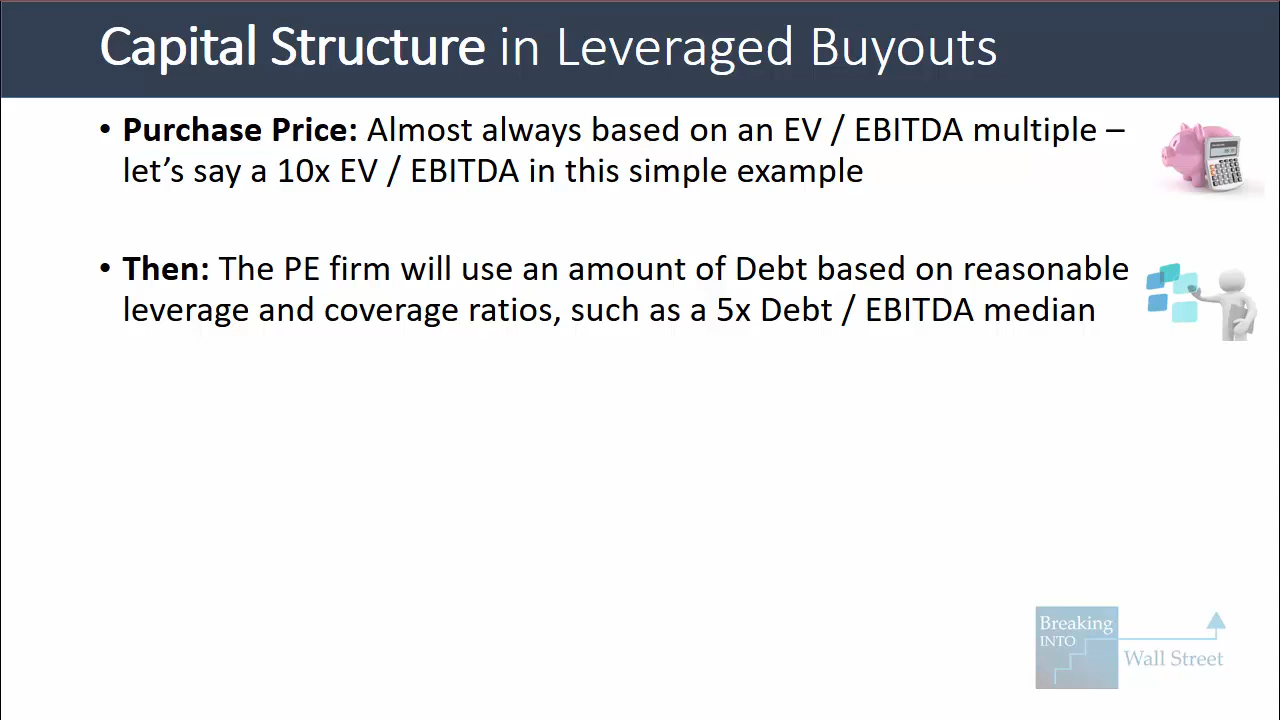 Capital Structure in Leveraged Buyouts
• Purchase Price: Almost always based on an EV / EBITDA multiple –
let’s say a 10x EV / EBITDA in this simple example
• Then: The PE firm will use an amount of Debt based on reasonable
leverage and coverage ratios, such as a 5x Debt / EBITDA median
Breaking
INTO
Wall Street